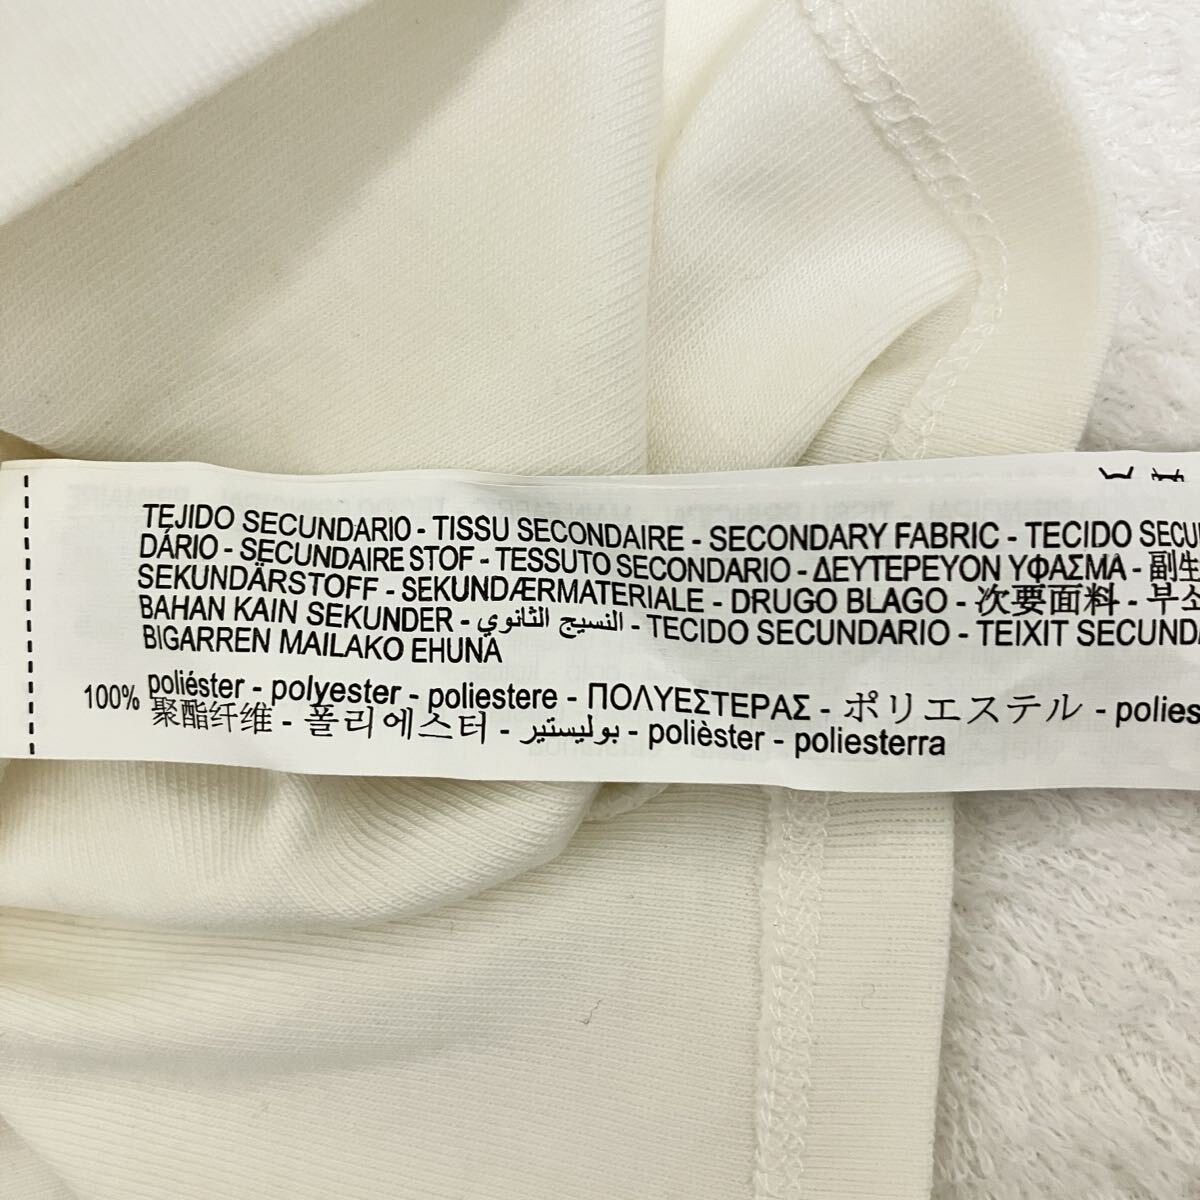 TEJIDO SECUNDARIO - TISSU SECONDAIRE - SECONDARY FABRIC - TECIDO SECUN
DÁRIO - SECUNDAIRE STOF - TESSUTO SECONDARIO - ΔΕΥΤΕΡΕΥΟΝ ΥΦΑΣΜΑ - 副生
SEKUNDÄRSTOFF - SEKUNDÆRMATERIALE - DRUGO BLAGO - 次要面料 - 부소
BAHAN KAIN SEKUNDER - النسيج الثانوي - TECIDO SECUNDARIO - TEIXIT SECUNDA
BIGARREN MAILAKO EHUNA
100% poliéster - polyester - poliestere - ΠΟΛΥΕΣΤΕΡΑΣ - ポリエステル - polies
聚酯纤维 - 폴리에스터 - بوليستير - polièster - poliesterra